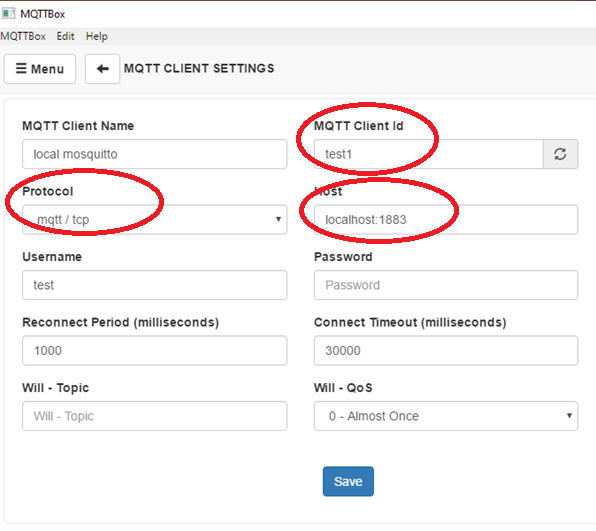 MQTTBox
MQTTBox Edit Help
☰ Menu
MQTT CLIENT SETTINGS
MQTT Client Name
MQTT Client Id
local mosquitto
test1
Protocol
Host
mqtt / tcp
localhost:1883
Username
Password
test
Password
Reconnect Period (milliseconds)
Connect Timeout (milliseconds)
1000
30000
Will - Topic
Will - QoS
Will - Topic
0 - Almost Once
Save